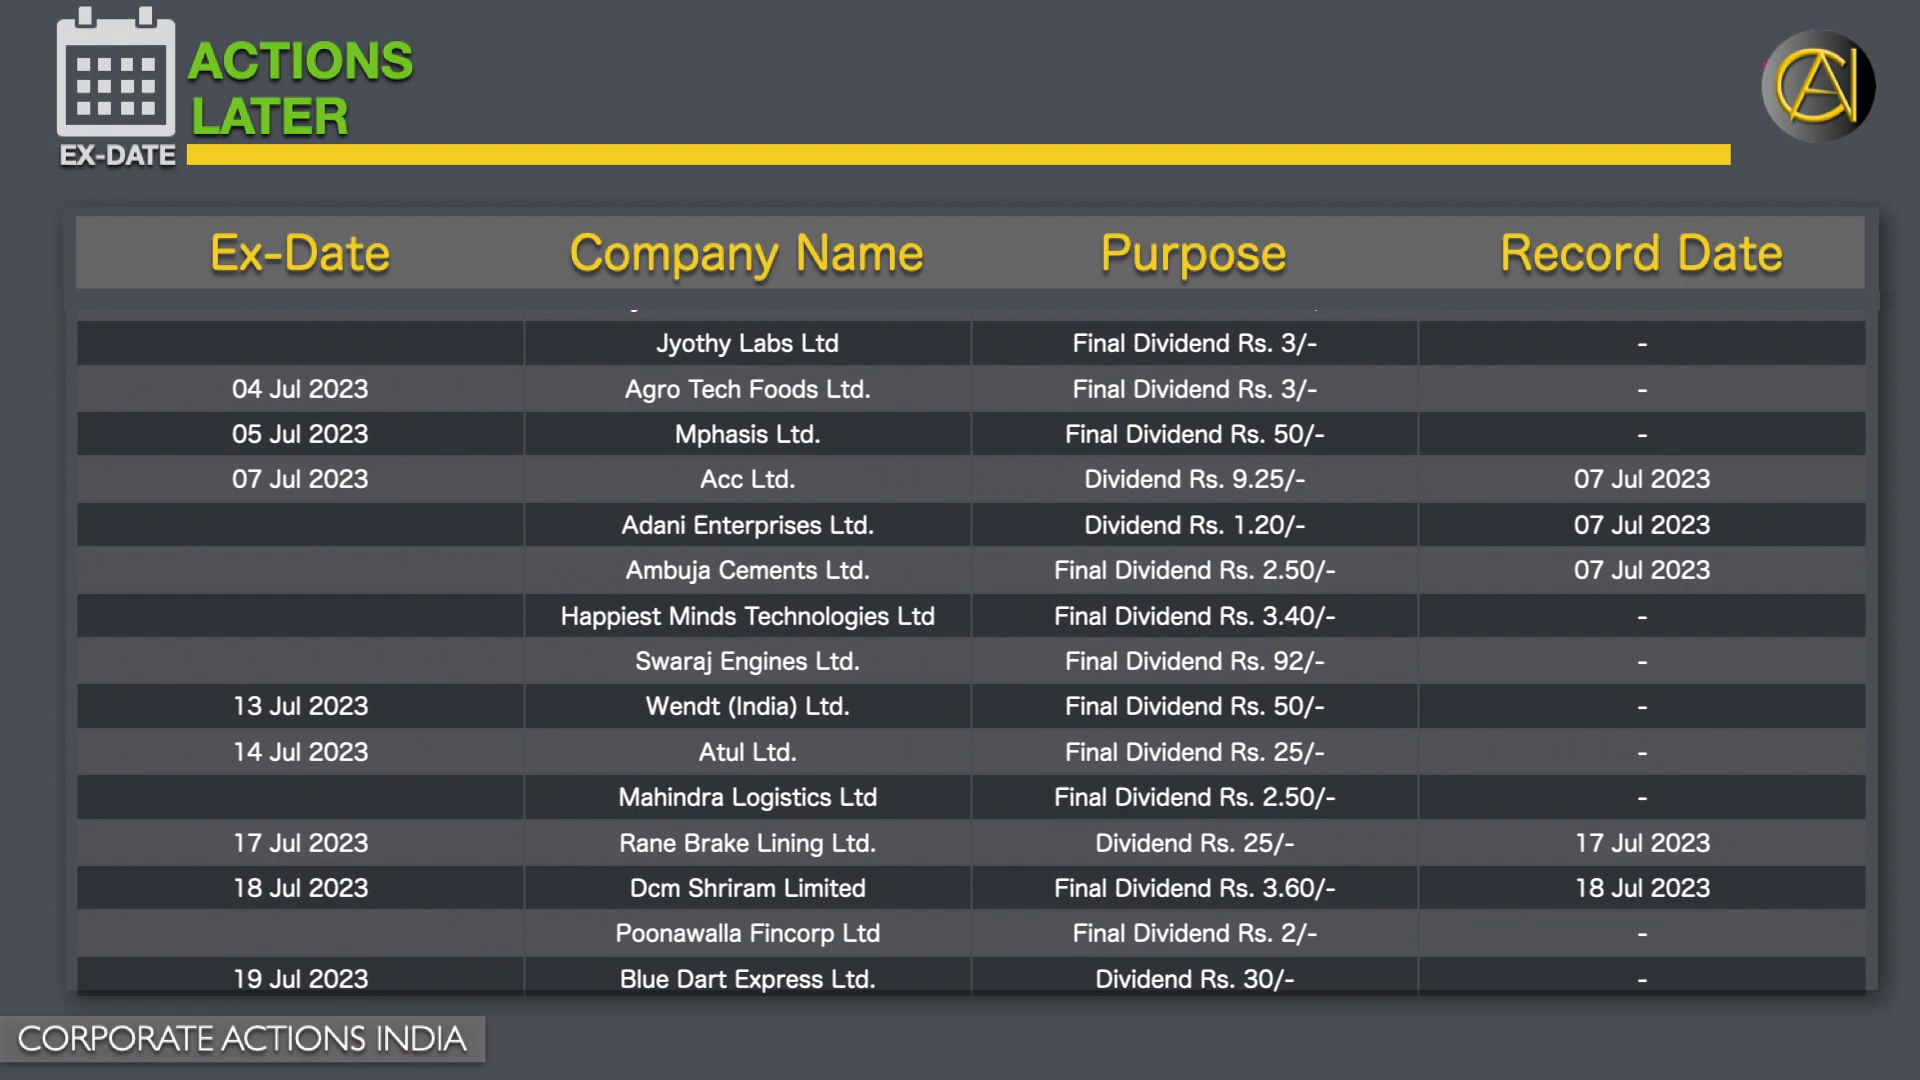 ACTIONS
LATER
EX-DATE
CAI
Ex-Date Company Name Purpose Record Date
Jyothy Labs Ltd Final Dividend Rs. 3/- -
04 Jul 2023 Agro Tech Foods Ltd. Final Dividend Rs. 3/- -
05 Jul 2023 Mphasis Ltd. Final Dividend Rs. 50/- -
07 Jul 2023 Acc Ltd. Dividend Rs. 9.25/- 07 Jul 2023
Adani Enterprises Ltd. Dividend Rs. 1.20/- 07 Jul 2023
Ambuja Cements Ltd. Final Dividend Rs. 2.50/- 07 Jul 2023
Happiest Minds Technologies Ltd Final Dividend Rs. 3.40/- -
Swaraj Engines Ltd. Final Dividend Rs. 92/- -
13 Jul 2023 Wendt (India) Ltd. Final Dividend Rs. 50/- -
14 Jul 2023 Atul Ltd. Final Dividend Rs. 25/- -
Mahindra Logistics Ltd Final Dividend Rs. 2.50/- -
17 Jul 2023 Rane Brake Lining Ltd. Dividend Rs. 25/- 17 Jul 2023
18 Jul 2023 Dcm Shriram Limited Final Dividend Rs. 3.60/- 18 Jul 2023
Poonawalla Fincorp Ltd Final Dividend Rs. 2/- -
19 Jul 2023 Blue Dart Express Ltd. Dividend Rs. 30/- -
CORPORATE ACTIONS INDIA